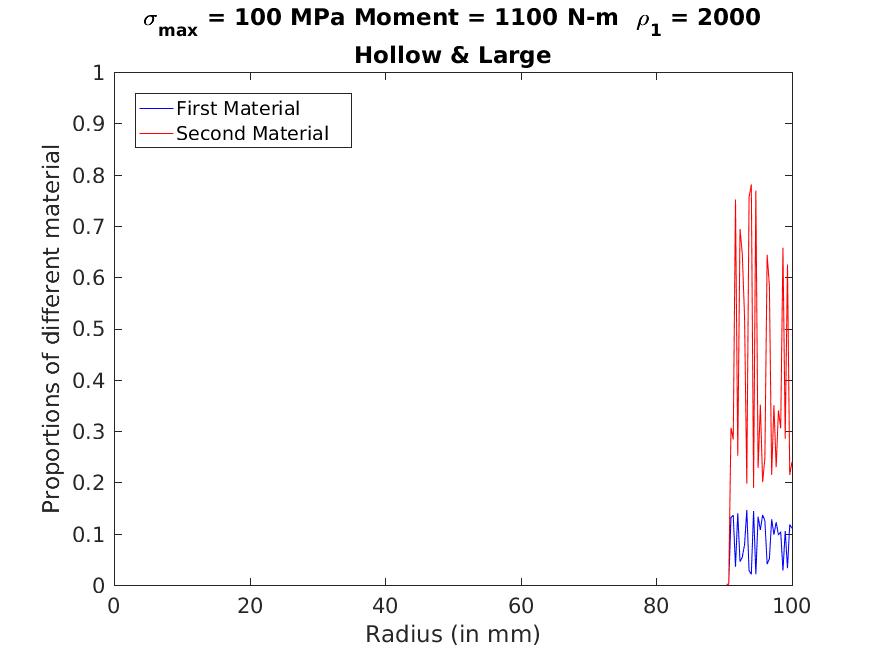 σmax = 100 MPa Moment = 1100 N-m ρ1 = 2000
Hollow & Large
First Material
Second Material
Proportions of different material
1
0.9
0.8
0.7
0.6
0.5
0.4
0.3
0.2
0.1
0
0 20 40 60 80 100
Radius (in mm)